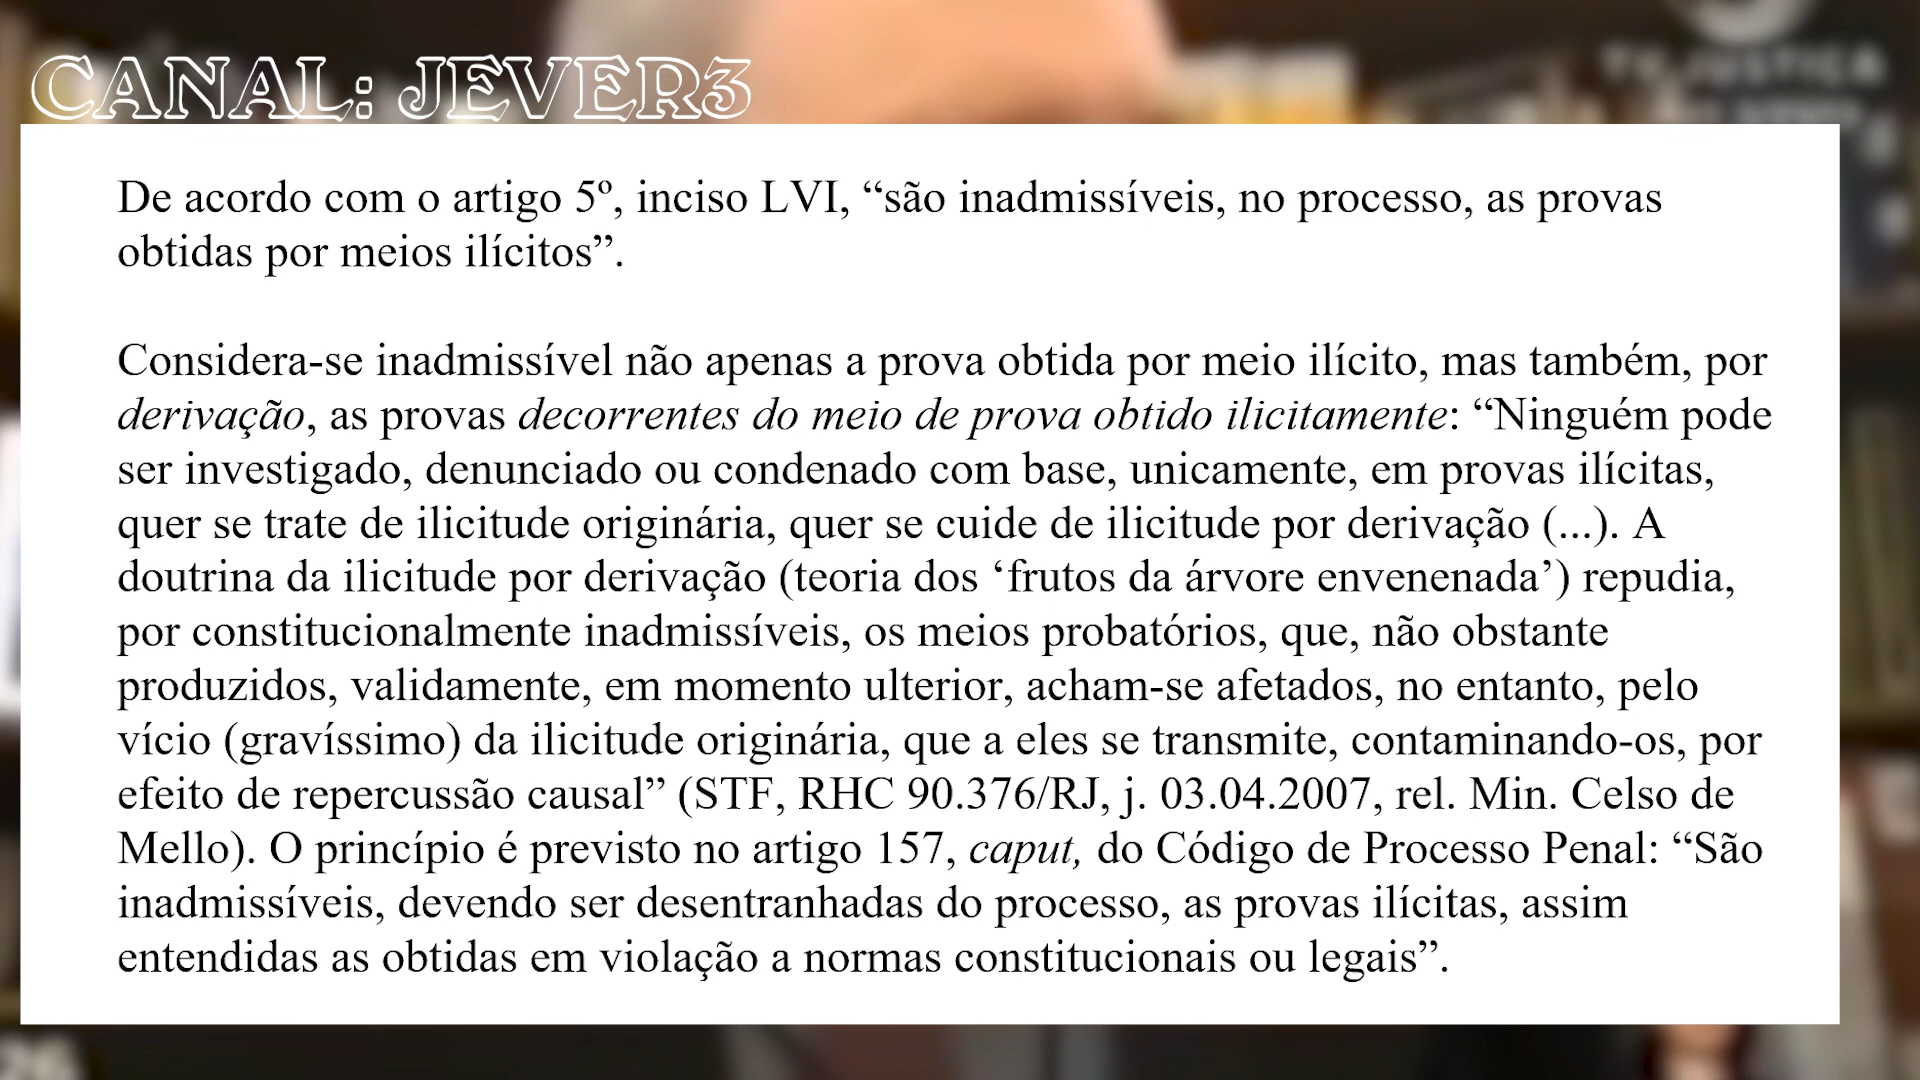 CANAL: JEVER3
TV JUSTIÇA
De acordo com o artigo 5º, inciso LVI, “são inadmissíveis, no processo, as provas
obtidas por meios ilícitos”.
Considera-se inadmissível não apenas a prova obtida por meio ilícito, mas também, por
derivação, as provas decorrentes do meio de prova obtido ilicitamente: “Ninguém pode
ser investigado, denunciado ou condenado com base, unicamente, em provas ilícitas,
quer se trate de ilicitude originária, quer se cuide de ilicitude por derivação (...). A
doutrina da ilicitude por derivação (teoria dos ‘frutos da árvore envenenada’) repudia,
por constitucionalmente inadmissíveis, os meios probatórios, que, não obstante
produzidos, validamente, em momento ulterior, acham-se afetados, no entanto, pelo
vício (gravíssimo) da ilicitude originária, que a eles se transmite, contaminando-os, por
efeito de repercussão causal” (STF, RHC 90.376/RJ, j. 03.04.2007, rel. Min. Celso de
Mello). O princípio é previsto no artigo 157, caput, do Código de Processo Penal: “São
inadmissíveis, devendo ser desentranhadas do processo, as provas ilícitas, assim
entendidas as obtidas em violação a normas constitucionais ou legais”.